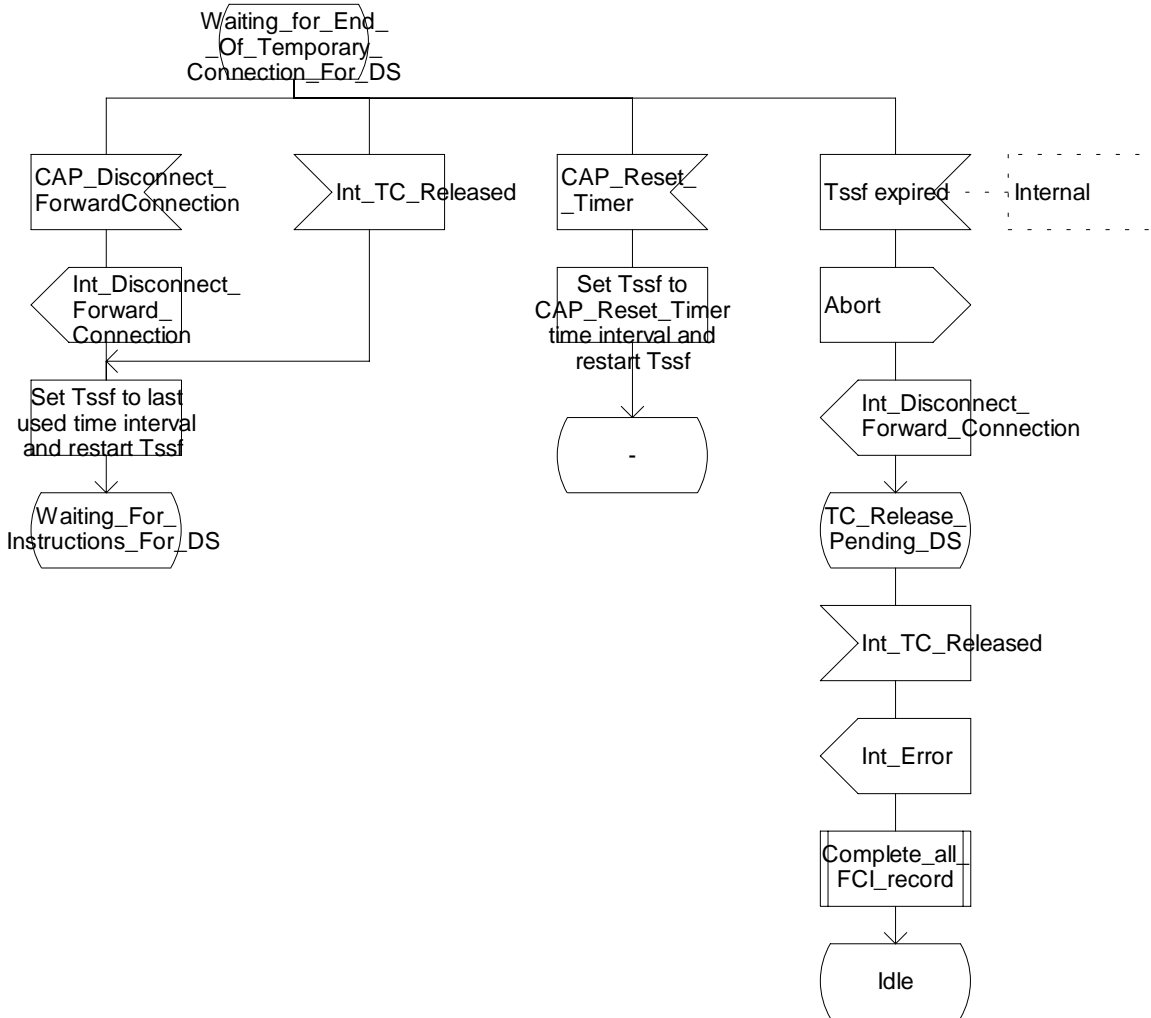 Waiting_for_End_
_Of_Temporary_
Connection_For_DS
CAP_Disconnect_
ForwardConnection
Int_TC_Released
CAP_Reset_
_Timer
Tssf expired
Internal
Int_Disconnect_
Forward_
Connection
Set Tssf to
CAP_Reset_Timer
time interval and
restart Tssf
Abort
Set Tssf to last
used time interval
and restart Tssf
-
Int_Disconnect_
Forward_Connection
Waiting_For_
Instructions_For_DS
TC_Release_
Pending_DS
Int_TC_Released
Int_Error
Complete_all_
FCI_record
Idle